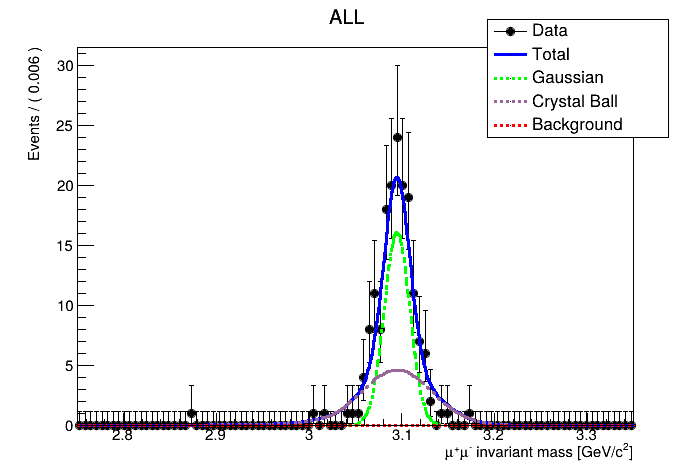 ALL
Data
Total
Gaussian
Crystal Ball
Background
Events / ( 0.006 )
30
25
20
15
10
5
0
2.8 2.9 3 3.1 3.2 3.3
μ⁺μ⁻ invariant mass [GeV/c²]